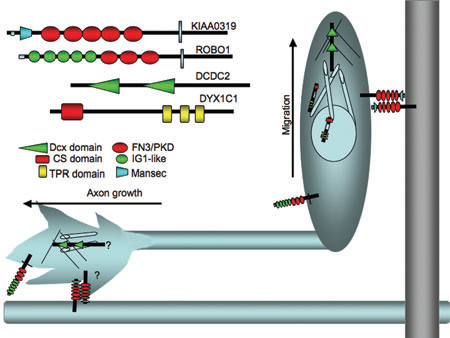 KIAA0319
ROBO1
DCDC2
DYX1C1
Dcx domain
FN3/PKD
CS domain
IG1-like
TPR domain
Mansec
Axon growth
Migration
?
?